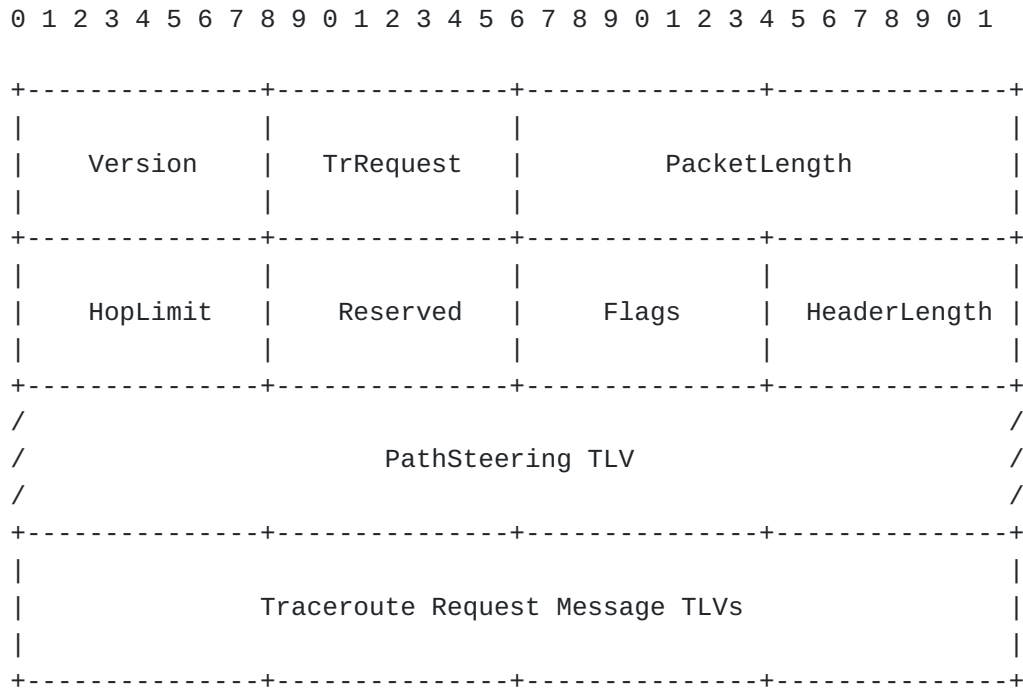 0 1 2 3 4 5 6 7 8 9 0 1 2 3 4 5 6 7 8 9 0 1 2 3 4 5 6 7 8 9 0 1
Version TrRequest PacketLength
HopLimit Reserved Flags HeaderLength
PathSteering TLV
Traceroute Request Message TLVs